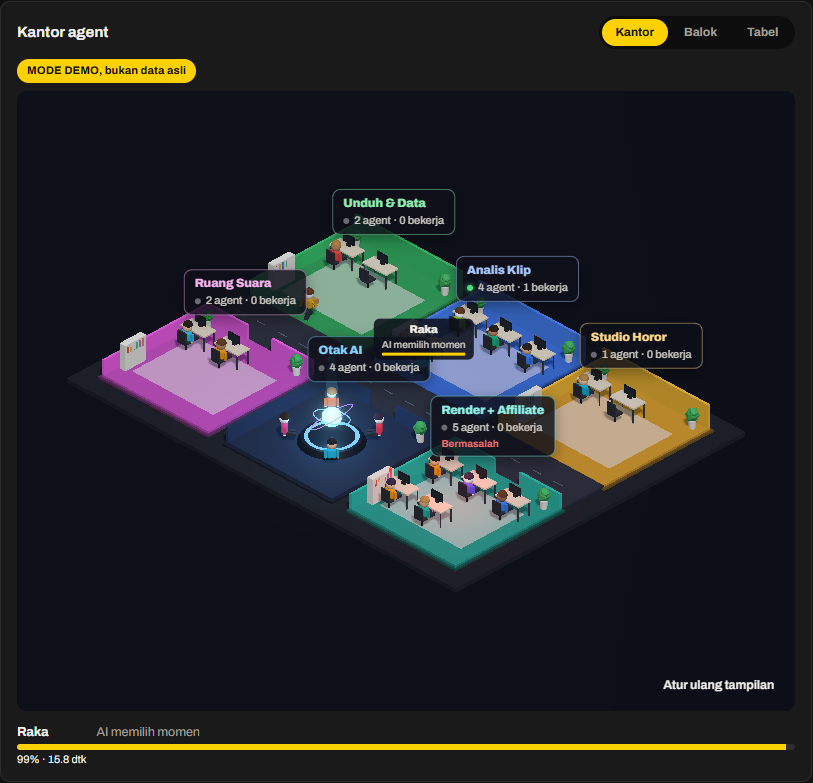 Kantor agent
Kantor
Balok
Tabel
MODE DEMO, bukan data asli
Unduh & Data
2 agent · 0 bekerja
Analis Klip
4 agent · 1 bekerja
Ruang Suara
2 agent · 0 bekerja
Raka
AI memilih momen
Studio Horor
1 agent · 0 bekerja
Otak AI
4 agent · 0 bekerja
Render + Affiliate
5 agent · 0 bekerja
Bermasalah
Atur ulang tampilan
Raka AI memilih momen
99% · 15.8 dtk